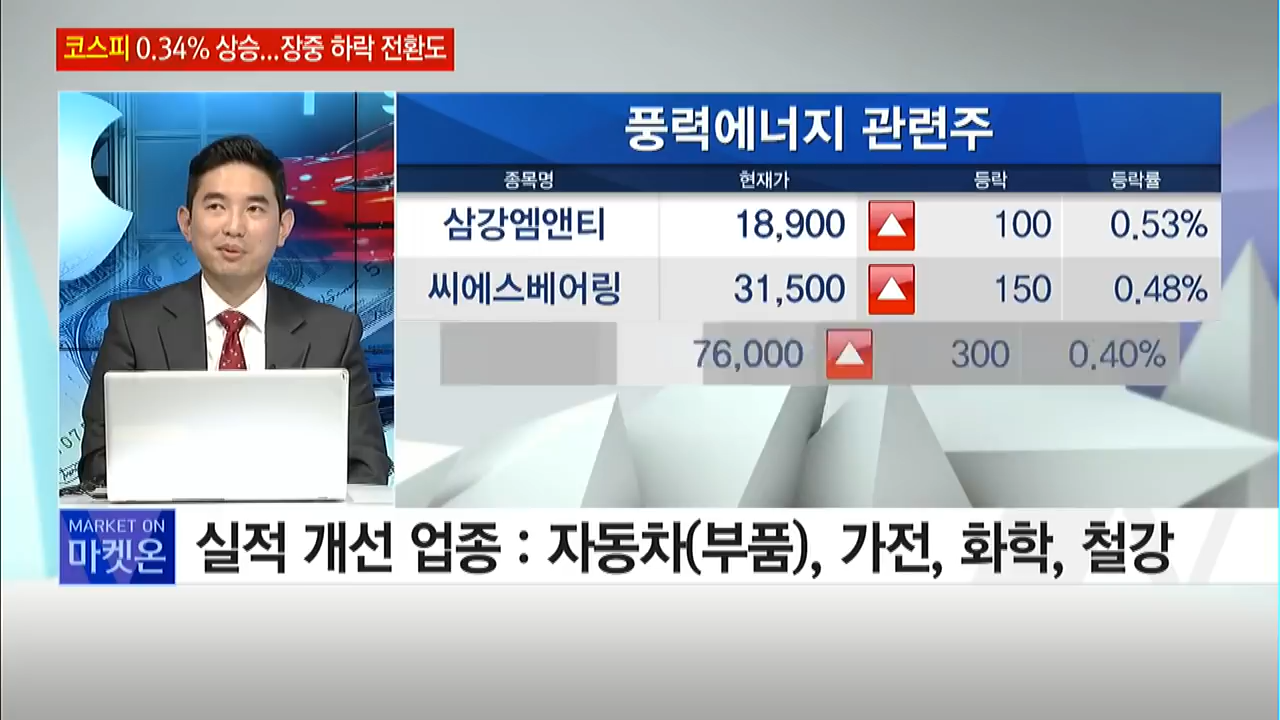 코스피 0.34% 상승...장중 하락 전환도
풍력에너지 관련주
종목명 현재가 등락 등락률
삼강엠앤티 18,900 ▲ 100 0.53%
씨에스베어링 31,500 ▲ 150 0.48%
76,000 ▲ 300 0.40%
MARKET ON
마켓온
실적 개선 업종 : 자동차(부품), 가전, 화학, 철강